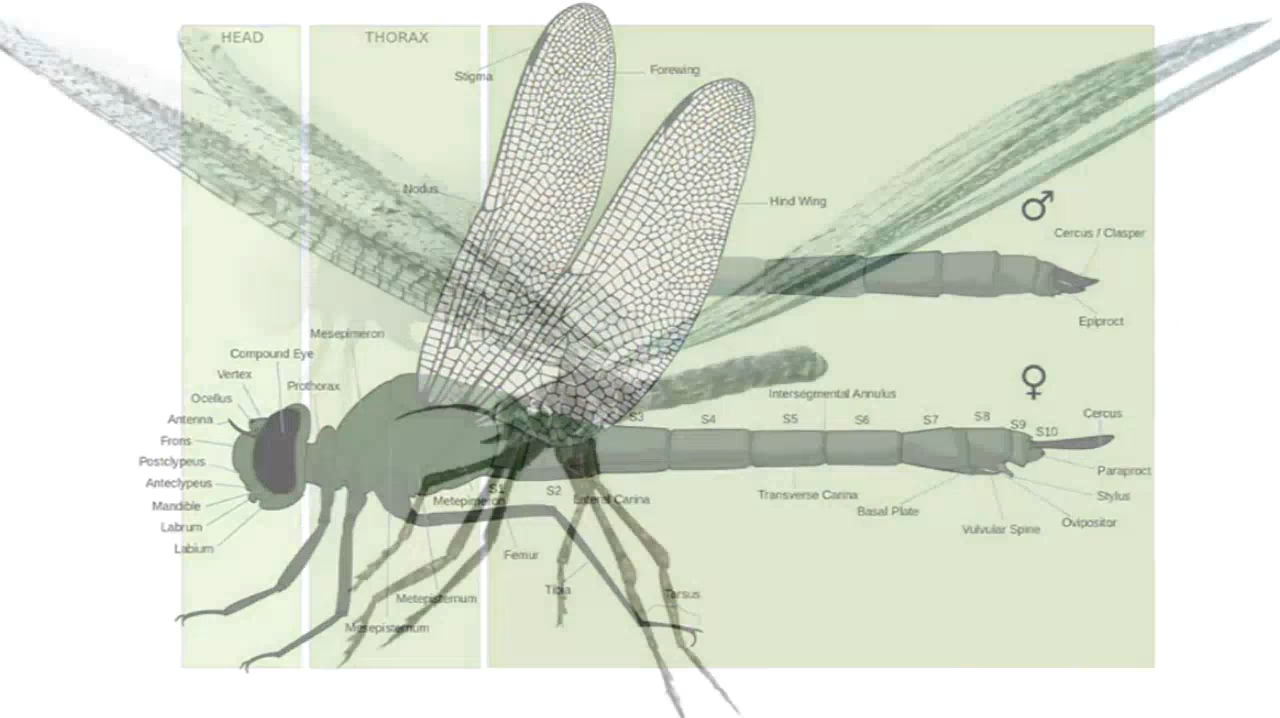 HEAD
THORAX
Stigma
Forewing
Nodus
Hind Wing
♂
Cercus / Clasper
Epiproct
Mesepimeron
Compound Eye
Vertex
Prothorax
Ocellus
Antenna
Frons
Postclypeus
Anteclypeus
Mandible
Labrum
Labium
♀
Intersegmental Annulus
S3
S4
S5
S6
S7
S8
S9
S10
Cercus
Paraproct
Stylus
Ovipositor
Vulvular Spine
Basal Plate
Transverse Carina
S1
S2
Metepimeron
Carina
Femur
Tibia
Tarsus
Metepisternum
Mesepisternum